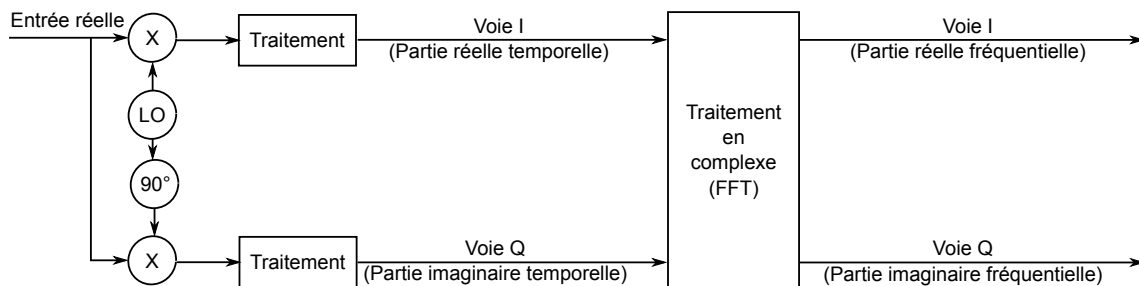 Entrée réelle
X
Traitement
Voie I
(Partie réelle temporelle)
Voie I
(Partie réelle fréquentielle)
LO
90°
Traitement
en
complexe
(FFT)
X
Traitement
Voie Q
(Partie imaginaire temporelle)
Voie Q
(Partie imaginaire fréquentielle)